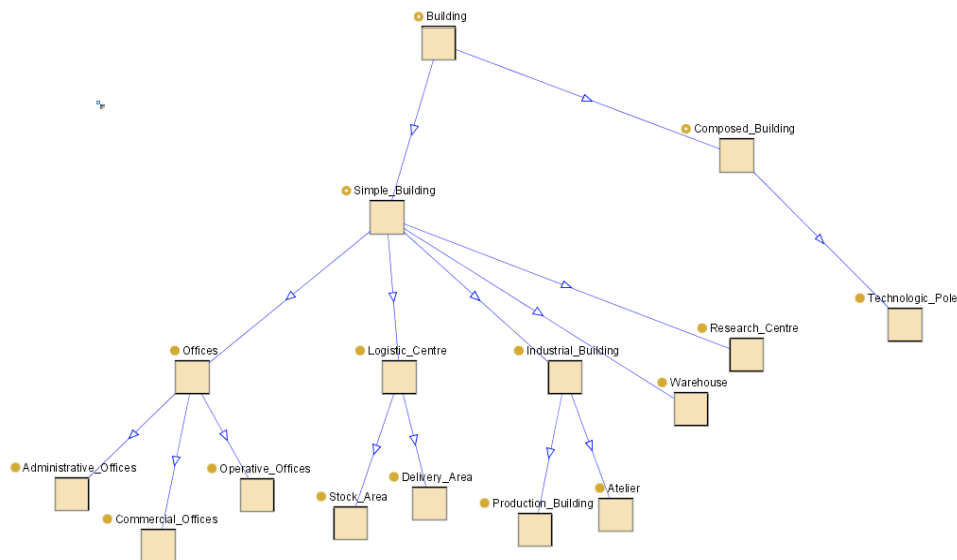 Building
Composed_Building
Simple_Building
Technologic_Pole
Research_Centre
Offices
Logistic_Centre
Industrial_Building
Warehouse
Administrative_Offices
Operative_Offices
Delivery_Area
Stock_Area
Atelier
Production_Building
Commercial_Offices